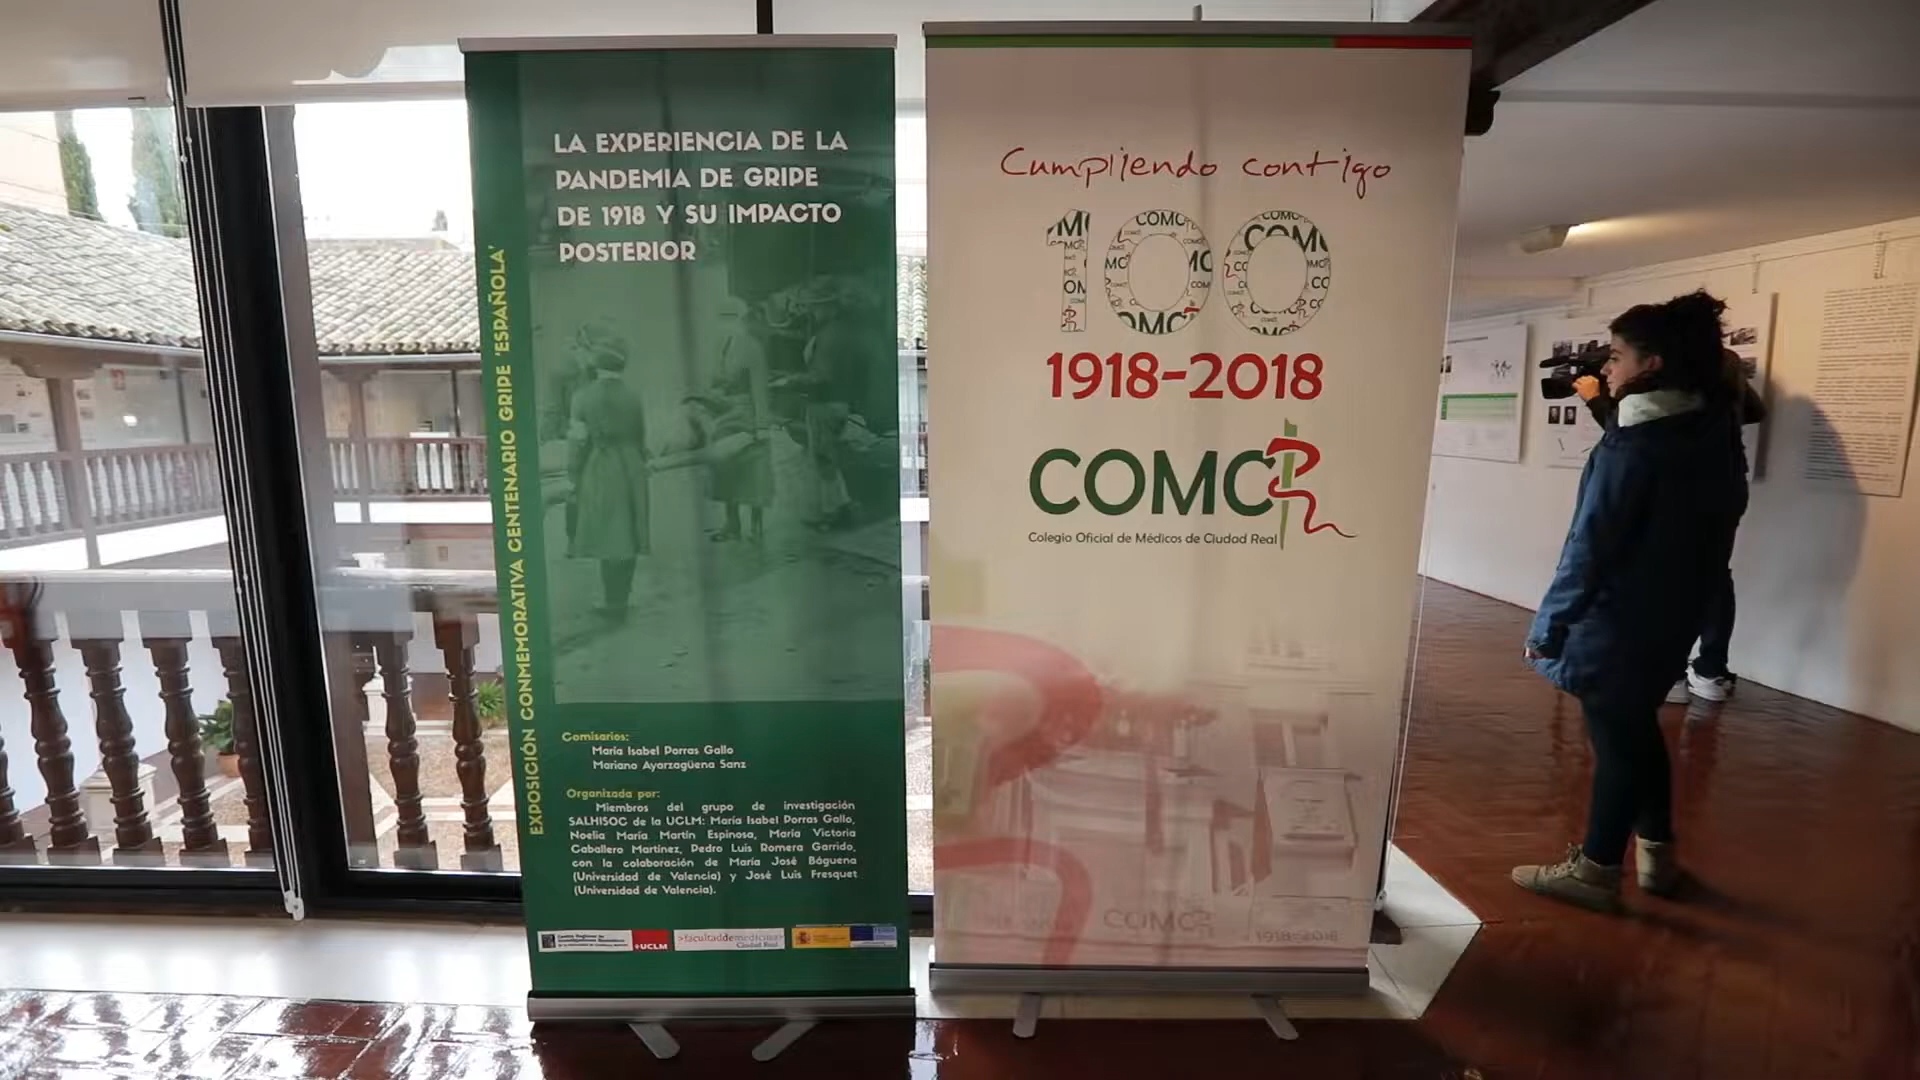 LA EXPERIENCIA DE LA
PANDEMIA DE GRIPE
DE 1918 Y SU IMPACTO
POSTERIOR
EXPOSICIÓN CONMEMORATIVA CENTENARIO GRIPE 'ESPAÑOLA'
Comisarios:
María Isabel Porras Gallo
Mariano Ayarzagüena Sanz
Organizada por:
Miembros del grupo de investigación
SALHISOC de la UCLM: María Isabel Porras Gallo,
Noelia María Martín Espinosa, María Victoria
Caballero Martínez, Pedro Luis Romera Garrido,
con la colaboración de María José Báguena
(Universidad de Valencia) y José Luis Fresquet
(Universidad de Valencia).
UCLM
>facultaddemedicina>
Ciudad Real
Cumpliendo contigo
100
1918-2018
COMCR
Colegio Oficial de Médicos de Ciudad Real
COMCR
1918-2018